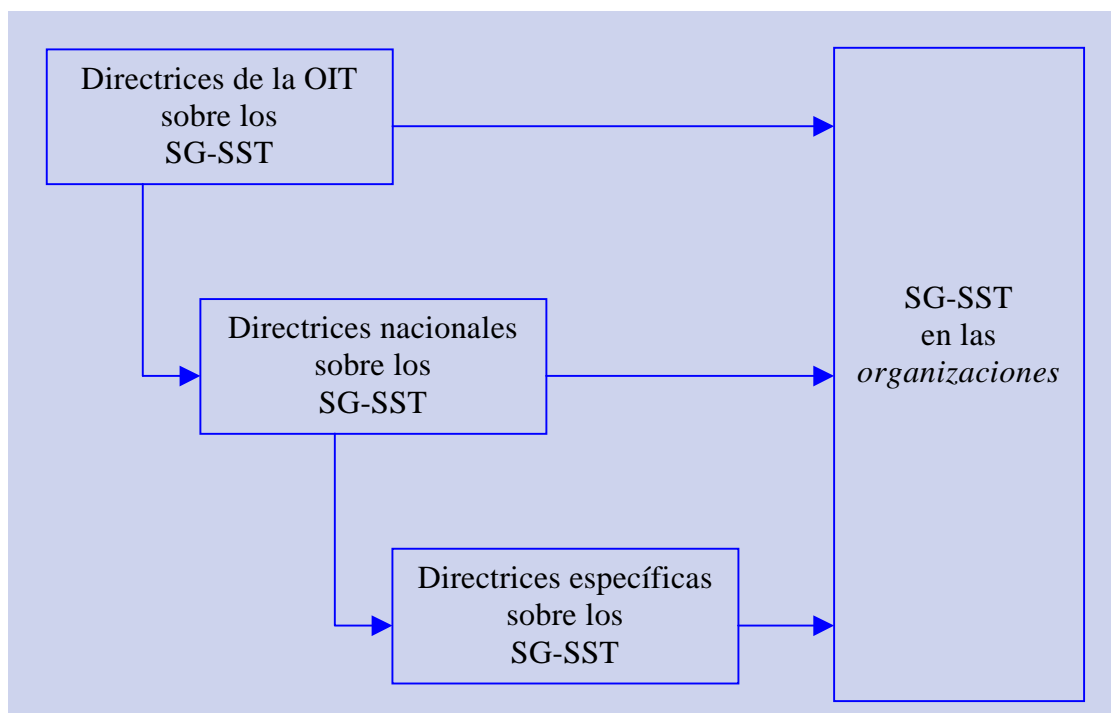 Directrices de la OIT
sobre los
SG-SST
Directrices nacionales
sobre los
SG-SST
SG-SST
en las
organizaciones
Directrices específicas
sobre los
SG-SST